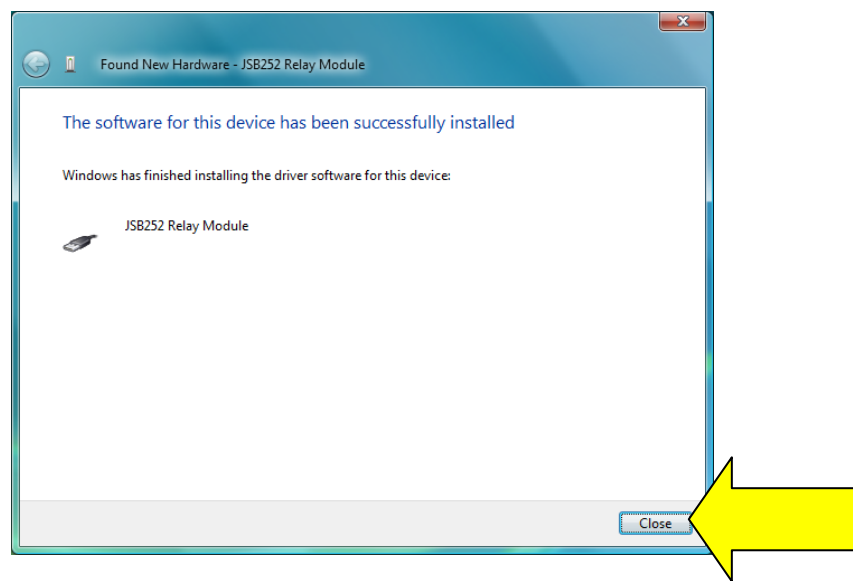 Found New Hardware - JSB252 Relay Module
The software for this device has been successfully installed
Windows has finished installing the driver software for this device:
JSB252 Relay Module
Close